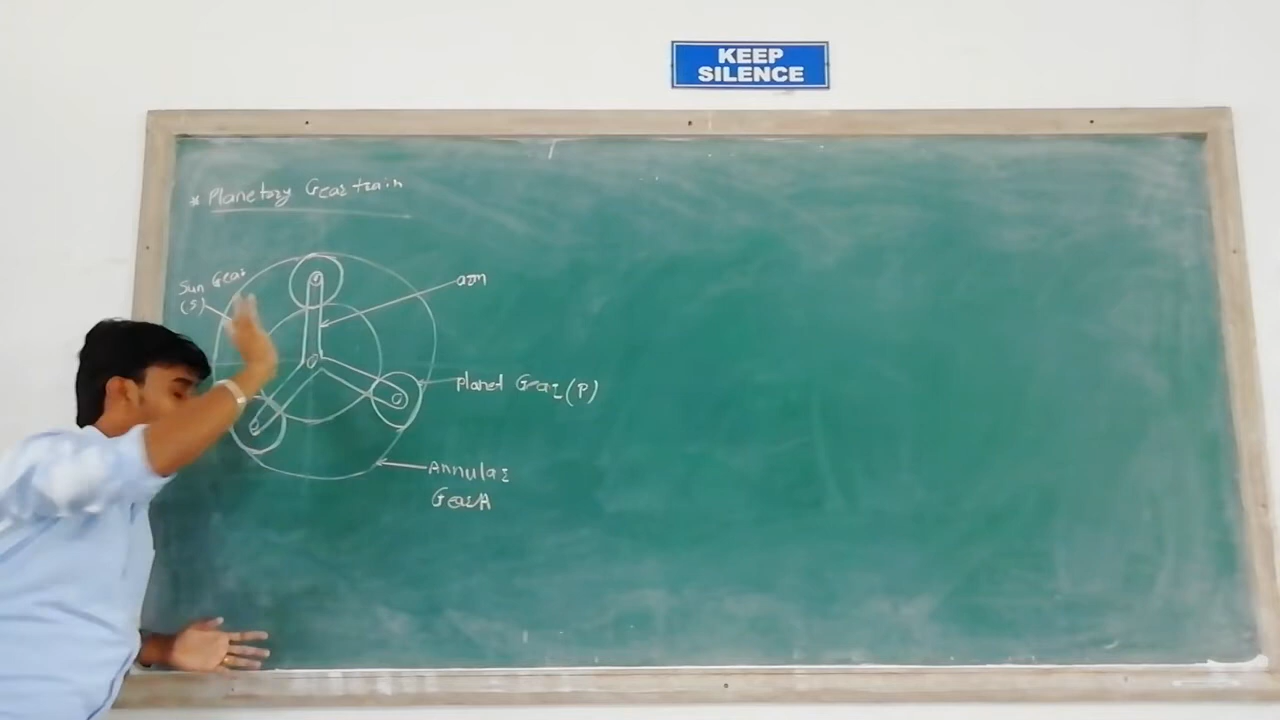 KEEP
SILENCE
* Planetary Gear train
Sun Gear
(S)
arm
Planet Gear (P)
Annular
Gear A